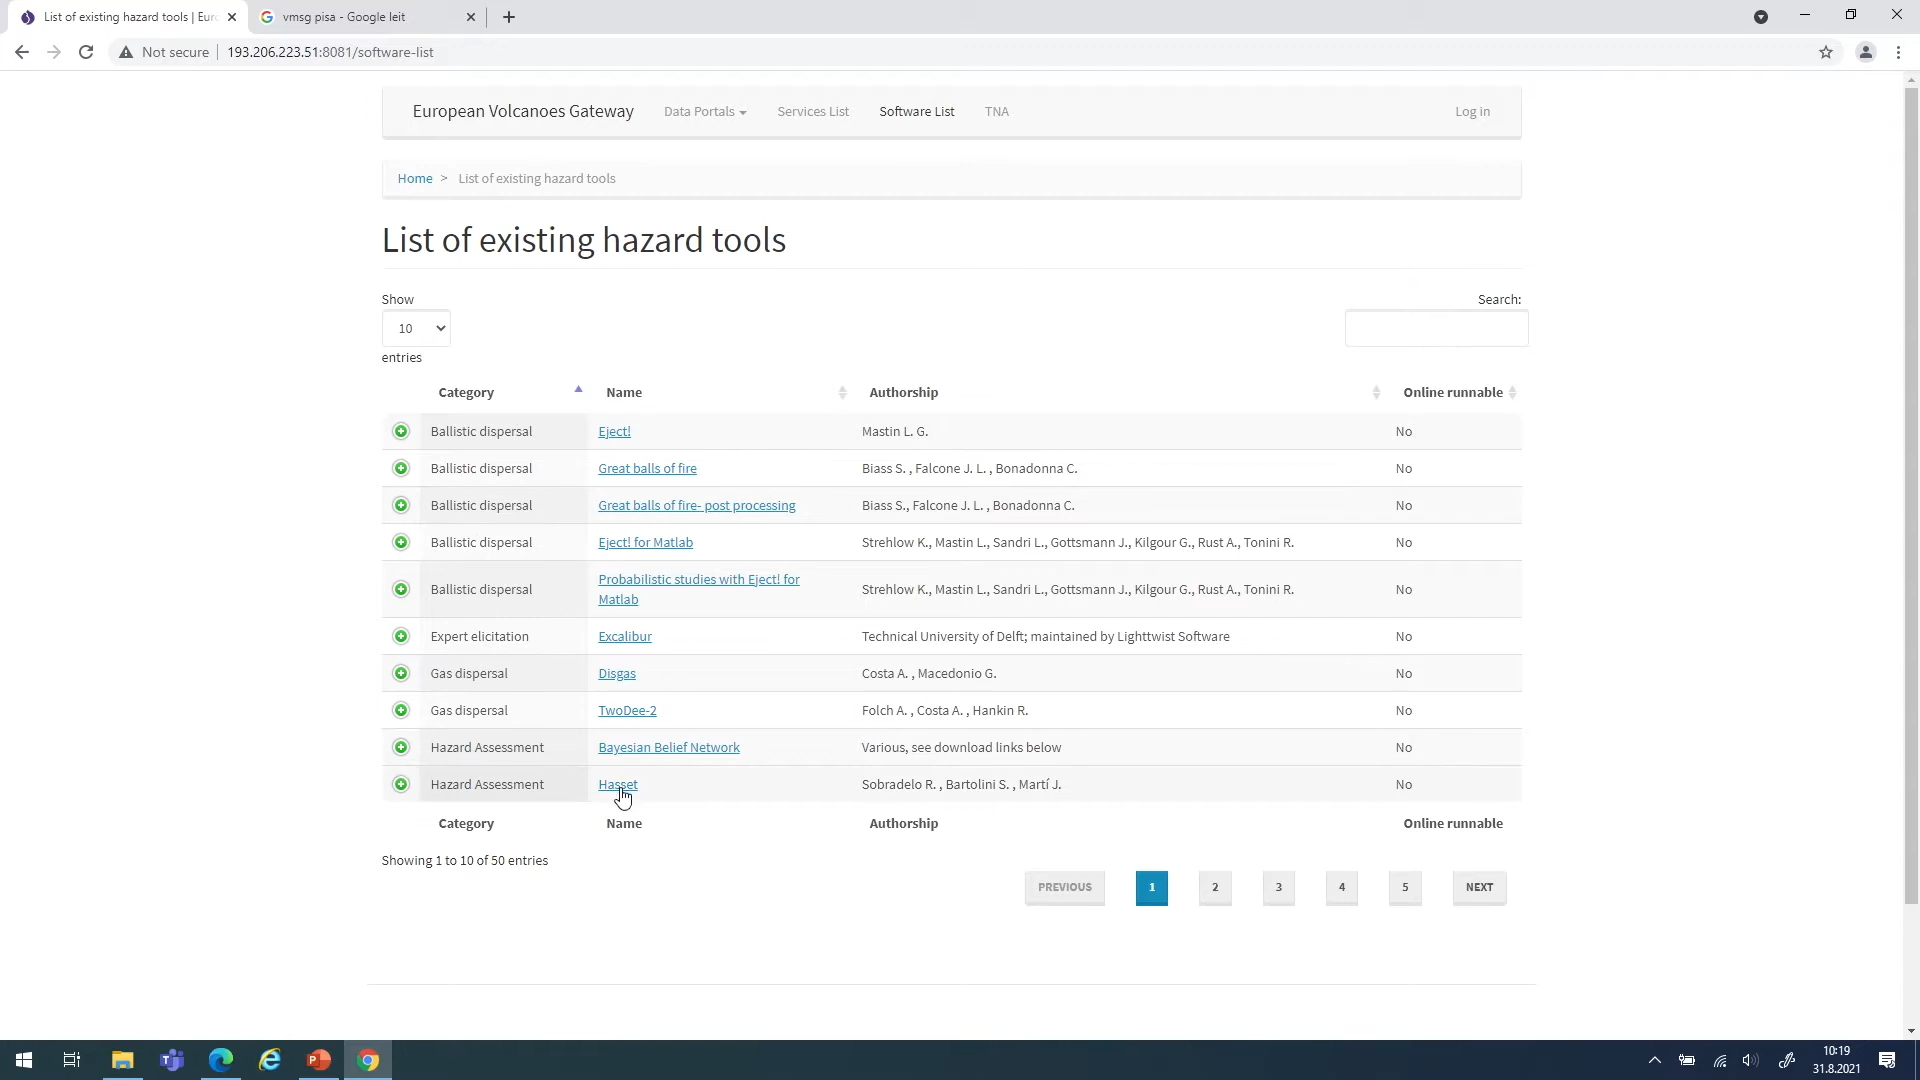 List of existing hazard tools | Eur
vmsg pisa - Google leit
Not secure 193.206.223.51:8081/software-list
European Volcanoes Gateway Data Portals Services List Software List TNA Log in
Home > List of existing hazard tools
List of existing hazard tools
Show Search:
10
entries
Category Name Authorship Online runnable
Ballistic dispersal Eject! Mastin L. G. No
Ballistic dispersal Great balls of fire Biass S. , Falcone J. L. , Bonadonna C. No
Ballistic dispersal Great balls of fire- post processing Biass S., Falcone J. L. , Bonadonna C. No
Ballistic dispersal Eject! for Matlab Strehlow K., Mastin L., Sandri L., Gottsmann J., Kilgour G., Rust A., Tonini R. No
Ballistic dispersal Probabilistic studies with Eject! for Matlab Strehlow K., Mastin L., Sandri L., Gottsmann J., Kilgour G., Rust A., Tonini R. No
Expert elicitation Excalibur Technical University of Delft; maintained by Lighttwist Software No
Gas dispersal Disgas Costa A. , Macedonio G. No
Gas dispersal TwoDee-2 Folch A. , Costa A. , Hankin R. No
Hazard Assessment Bayesian Belief Network Various, see download links below No
Hazard Assessment Hasset Sobradelo R. , Bartolini S. , Martí J. No
Category Name Authorship Online runnable
Showing 1 to 10 of 50 entries
PREVIOUS 1 2 3 4 5 NEXT
10:19
31.8.2021